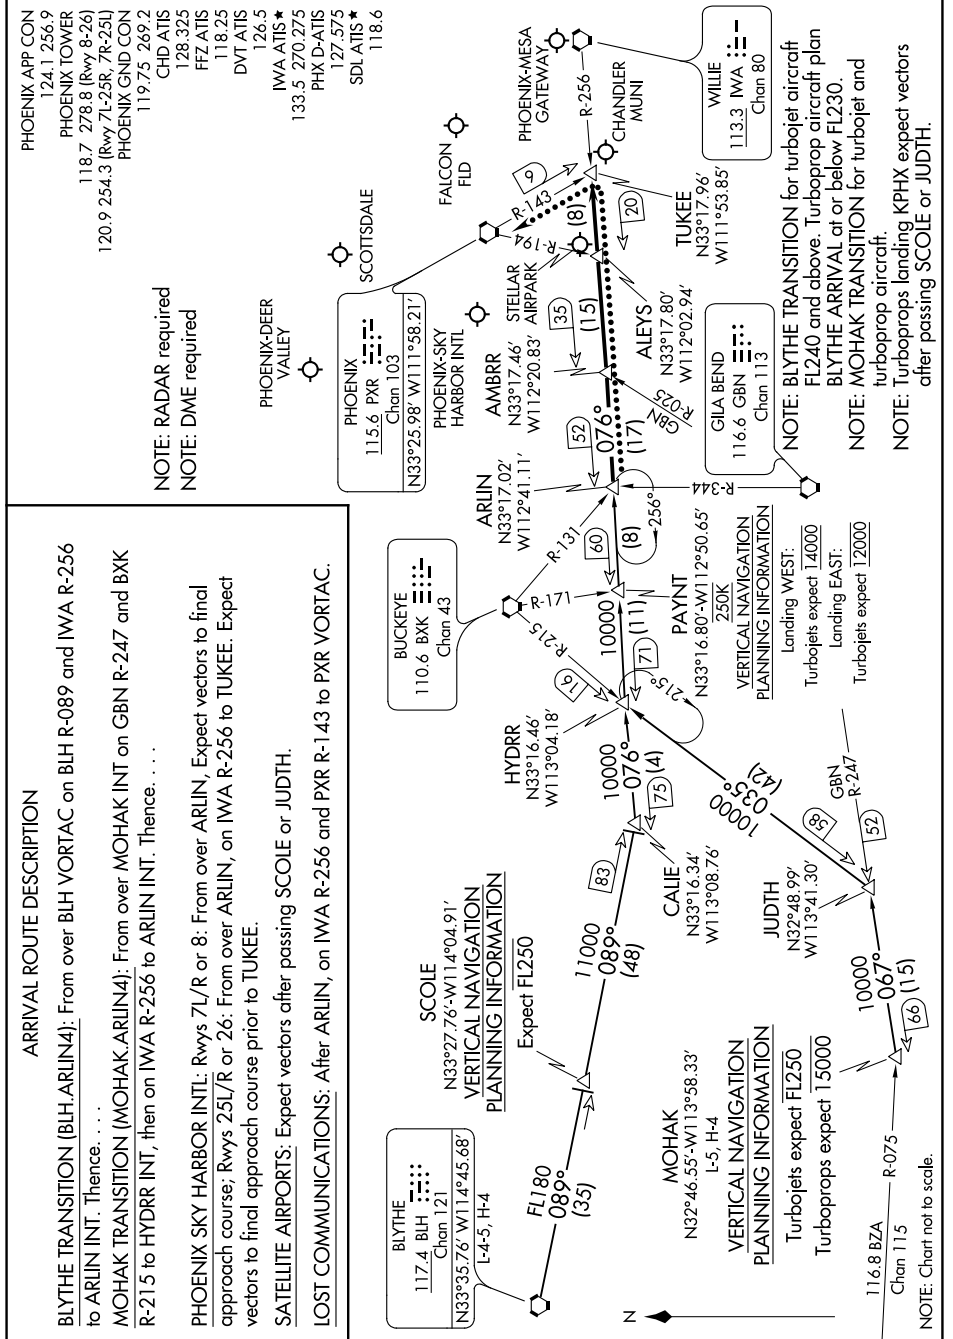 ARRIVAL ROUTE DESCRIPTION
BLYTHE TRANSITION (BLH.ARLIN4): From over BLH VORTAC on BLH R-089 and IWA R-256
to ARLIN INT. Thence. . . .
MOHAK TRANSITION (MOHAK.ARLIN4): From over MOHAK INT on GBN R-247 and BXK
R-215 to HYDRR INT, then on IWA R-256 to ARLIN INT. Thence. . . .
PHOENIX SKY HARBOR INTL: Rwys 7L/R or 8: From over ARLIN, Expect vectors to final
approach course; Rwys 25L/R or 26: From over ARLIN, on IWA R-256 to TUKEE. Expect
vectors to final approach course prior to TUKEE.
SATELLITE AIRPORTS: Expect vectors after passing SCOLE or JUDTH.
LOST COMMUNICATIONS: After ARLIN, on IWA R-256 and PXR R-143 to PXR VORTAC.
PHOENIX APP CON
124.1 256.9
PHOENIX TOWER
118.7 278.8 (Rwy 8-26)
120.9 254.3 (Rwy 7L-25R, 7R-25L)
PHOENIX GND CON
119.75 269.2
CHD ATIS
128.325
FFZ ATIS
118.25
DVT ATIS
126.5
IWA ATIS★
133.5 270.275
PHX D-ATIS
127.575
SDL ATIS★
118.6
NOTE: RADAR required
NOTE: DME required
PHOENIX-DEER
VALLEY
SCOTTSDALE
FALCON
FLD
PHOENIX
115.6 PXR
Chan 103
N33°25.98' W111°58.21'
PHOENIX-SKY
HARBOR INTL
STELLAR
AIRPARK
PHOENIX-MESA
GATEWAY
CHANDLER
MUNI
R-256
R-143
9
R-194
BUCKEYE
110.6 BXK
Chan 43
R-131
R-171
R-215
16
ARLIN
N33°17.02'
W112°41.11'
52
AMBRR
N33°17.46'
W112°20.83'
35
(15)
(8)
20
076°
(17)
256°
GBN
R-025
ALEYS
N33°17.80'
W112°02.94'
TUKEE
N33°17.96'
W111°53.85'
WILLIE
113.3 IWA
Chan 80
GILA BEND
116.6 GBN
Chan 113
R-344
60
(8)
10000
(11)
71
PAYNT
N33°16.80'-W112°50.65'
250K
VERTICAL NAVIGATION
PLANNING INFORMATION
Landing WEST:
Turbojets expect 14000
Landing EAST:
Turbojets expect 12000
HYDRR
N33°16.46'
W113°04.18'
215°
10000
076°
(4)
75
CALIE
N33°16.34'
W113°08.76'
83
11000
089°
(48)
SCOLE
N33°27.76'-W114°04.91'
VERTICAL NAVIGATION
PLANNING INFORMATION
Expect FL250
BLYTHE
117.4 BLH
Chan 121
N33°35.76' W114°45.68'
L-4-5, H-4
FL180
089°
(35)
10000
035°
(42)
58
GBN
R-247
52
JUDTH
N32°48.99'
W113°41.30'
10000
067°
(15)
66
MOHAK
N32°46.55'-W113°58.33'
L-5, H-4
VERTICAL NAVIGATION
PLANNING INFORMATION
Turbojets expect FL250
Turboprops expect 15000
N
116.8 BZA
Chan 115
R-075
NOTE: BLYTHE TRANSITION for turbojet aircraft
FL240 and above. Turboprop aircraft plan
BLYTHE ARRIVAL at or below FL230.
NOTE: MOHAK TRANSITION for turbojet and
turboprop aircraft.
NOTE: Turboprops landing KPHX expect vectors
after passing SCOLE or JUDTH.
NOTE: Chart not to scale.